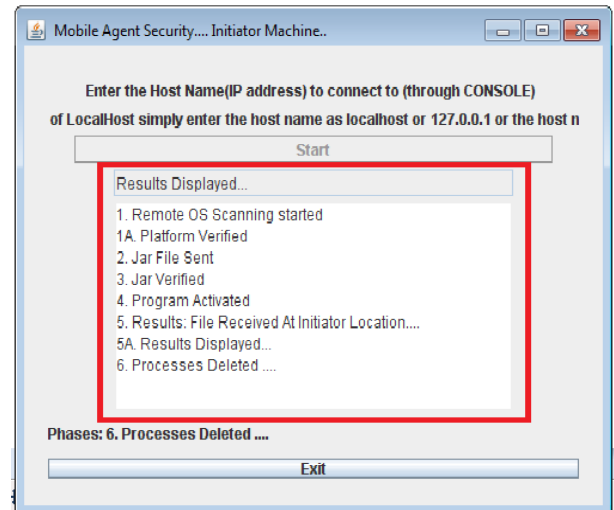 Mobile Agent Security.... Initiator Machine..
Enter the Host Name(IP address) to connect to (through CONSOLE)
of LocalHost simply enter the host name as localhost or 127.0.0.1 or the host n
Start
Results Displayed...
1. Remote OS Scanning started
1A. Platform Verified
2. Jar File Sent
3. Jar Verified
4. Program Activated
5. Results: File Received At Initiator Location....
5A. Results Displayed...
6. Processes Deleted ....
Phases: 6. Processes Deleted ....
Exit